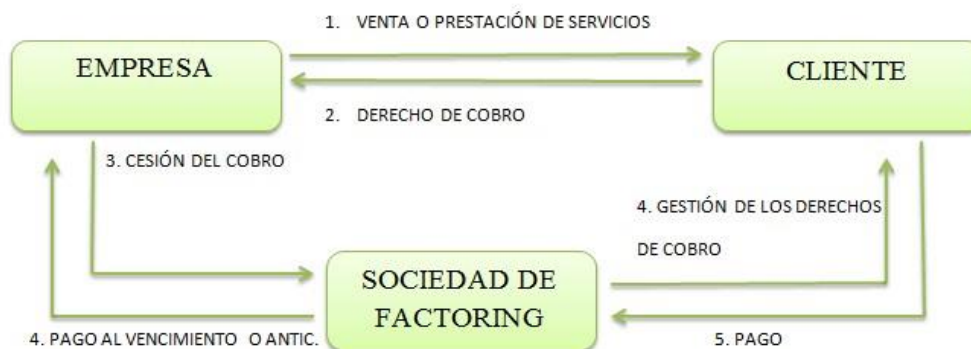 1. VENTA O PRESTACIÓN DE SERVICIOS
EMPRESA
CLIENTE
2. DERECHO DE COBRO
3. CESIÓN DEL COBRO
4. GESTIÓN DE LOS DERECHOS
DE COBRO
SOCIEDAD DE
FACTORING
4. PAGO AL VENCIMIENTO O ANTIC.
5. PAGO